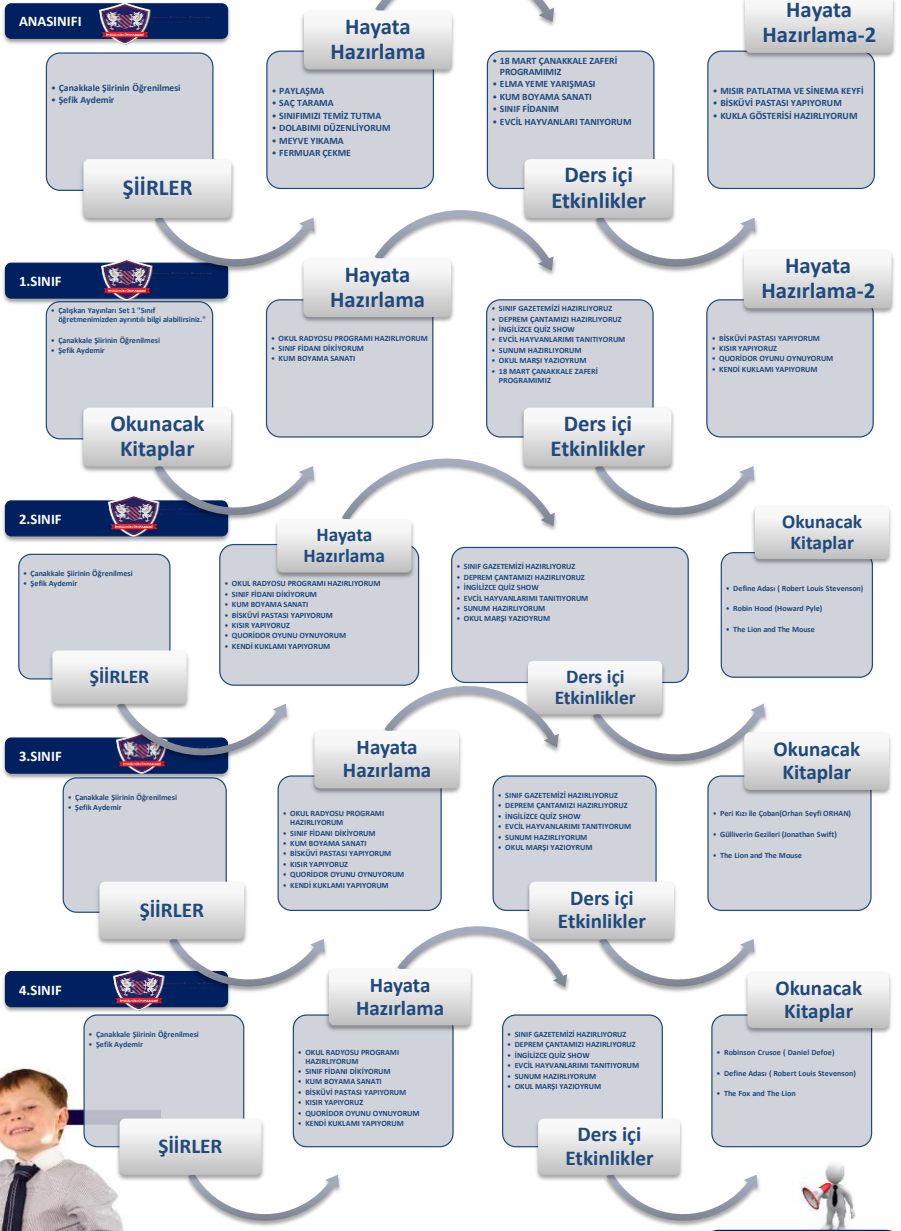 ANASINIFI
• Çanakkale Şiirinin Öğrenilmesi
• Şefik Aydemir
ŞİİRLER
Hayata
Hazırlama
• PAYLAŞMA
• SAÇ TARAMA
• SINIFIMIZI TEMİZ TUTMA
• DOLABIMI DÜZENLİYORUM
• MEYVE YIKAMA
• FERMUAR ÇEKME
• 18 MART ÇANAKKALE ZAFERİ
PROGRAMIMIZ
• ELMA YEME YARIŞMASI
• KUM BOYAMA SANATI
• SINIF FİDANIM
• EVCİL HAYVANLARI TANIYORUM
Ders içi
Etkinlikler
Hayata
Hazırlama-2
• MISIR PATLATMA VE SİNEMA KEYFİ
• BİSKÜVİ PASTASI YAPIYORUM
• KUKLA GÖSTERİSİ HAZIRLIYORUM
1.SINIF
• Çalışkan Yayınları Set 1 "Sınıf
öğretmenimizden ayrıntılı bilgi alabilirsiniz."
• Çanakkale Şiirinin Öğrenilmesi
• Şefik Aydemir
Okunacak
Kitaplar
Hayata
Hazırlama
• OKUL RADYOSU PROGRAMI HAZIRLIYORUM
• SINIF FİDANI DİKİYORUM
• KUM BOYAMA SANATI
• SINIF GAZETEMİZİ HAZIRLIYORUZ
• DEPREM ÇANTAMIZI HAZIRLIYORUZ
• İNGİLİZCE QUİZ SHOW
• EVCİL HAYVANLARIMI TANITIYORUM
• SUNUM HAZIRLIYORUM
• OKUL MARŞI YAZIOYRUM
• 18 MART ÇANAKKALE ZAFERİ
PROGRAMIMIZ
Ders içi
Etkinlikler
Hayata
Hazırlama-2
• BİSKÜVİ PASTASI YAPIYORUM
• KISIR YAPIYORUZ
• QUORİDOR OYUNU OYNUYORUM
• KENDİ KUKLAMI YAPIYORUM
2.SINIF
• Çanakkale Şiirinin Öğrenilmesi
• Şefik Aydemir
ŞİİRLER
Hayata
Hazırlama
• OKUL RADYOSU PROGRAMI HAZIRLIYORUM
• SINIF FİDANI DİKİYORUM
• KUM BOYAMA SANATI
• BİSKÜVİ PASTASI YAPIYORUM
• KISIR YAPIYORUZ
• QUORİDOR OYUNU OYNUYORUM
• KENDİ KUKLAMI YAPIYORUM
• SINIF GAZETEMİZİ HAZIRLIYORUZ
• DEPREM ÇANTAMIZI HAZIRLIYORUZ
• İNGİLİZCE QUİZ SHOW
• EVCİL HAYVANLARIMI TANITIYORUM
• SUNUM HAZIRLIYORUM
• OKUL MARŞI YAZIOYRUM
Ders içi
Etkinlikler
Okunacak
Kitaplar
• Define Adası ( Robert Louis Stevenson)
• Robin Hood (Howard Pyle)
• The Lion and The Mouse
3.SINIF
• Çanakkale Şiirinin Öğrenilmesi
• Şefik Aydemir
ŞİİRLER
Hayata
Hazırlama
• OKUL RADYOSU PROGRAMI
HAZIRLIYORUM
• SINIF FİDANI DİKİYORUM
• KUM BOYAMA SANATI
• BİSKÜVİ PASTASI YAPIYORUM
• KISIR YAPIYORUZ
• QUORİDOR OYUNU OYNUYORUM
• KENDİ KUKLAMI YAPIYORUM
• SINIF GAZETEMİZİ HAZIRLIYORUZ
• DEPREM ÇANTAMIZI HAZIRLIYORUZ
• İNGİLİZCE QUİZ SHOW
• EVCİL HAYVANLARIMI TANITIYORUM
• SUNUM HAZIRLIYORUM
• OKUL MARŞI YAZIOYRUM
Ders içi
Etkinlikler
Okunacak
Kitaplar
• Peri Kızı ile Çoban(Orhan Seyfi ORHAN)
• Gülliverin Gezileri (Jonathan Swift)
• The Lion and The Mouse
4.SINIF
• Çanakkale Şiirinin Öğrenilmesi
• Şefik Aydemir
ŞİİRLER
Hayata
Hazırlama
• OKUL RADYOSU PROGRAMI
HAZIRLIYORUM
• SINIF FİDANI DİKİYORUM
• KUM BOYAMA SANATI
• BİSKÜVİ PASTASI YAPIYORUM
• KISIR YAPIYORUZ
• QUORİDOR OYUNU OYNUYORUM
• KENDİ KUKLAMI YAPIYORUM
• SINIF GAZETEMİZİ HAZIRLIYORUZ
• DEPREM ÇANTAMIZI HAZIRLIYORUZ
• İNGİLİZCE QUİZ SHOW
• EVCİL HAYVANLARIMI TANITIYORUM
• SUNUM HAZIRLIYORUM
• OKUL MARŞI YAZIOYRUM
Ders içi
Etkinlikler
Okunacak
Kitaplar
• Robinson Crusoe ( Daniel Defoe)
• Define Adası ( Robert Louis Stevenson)
• The Fox and The Lion